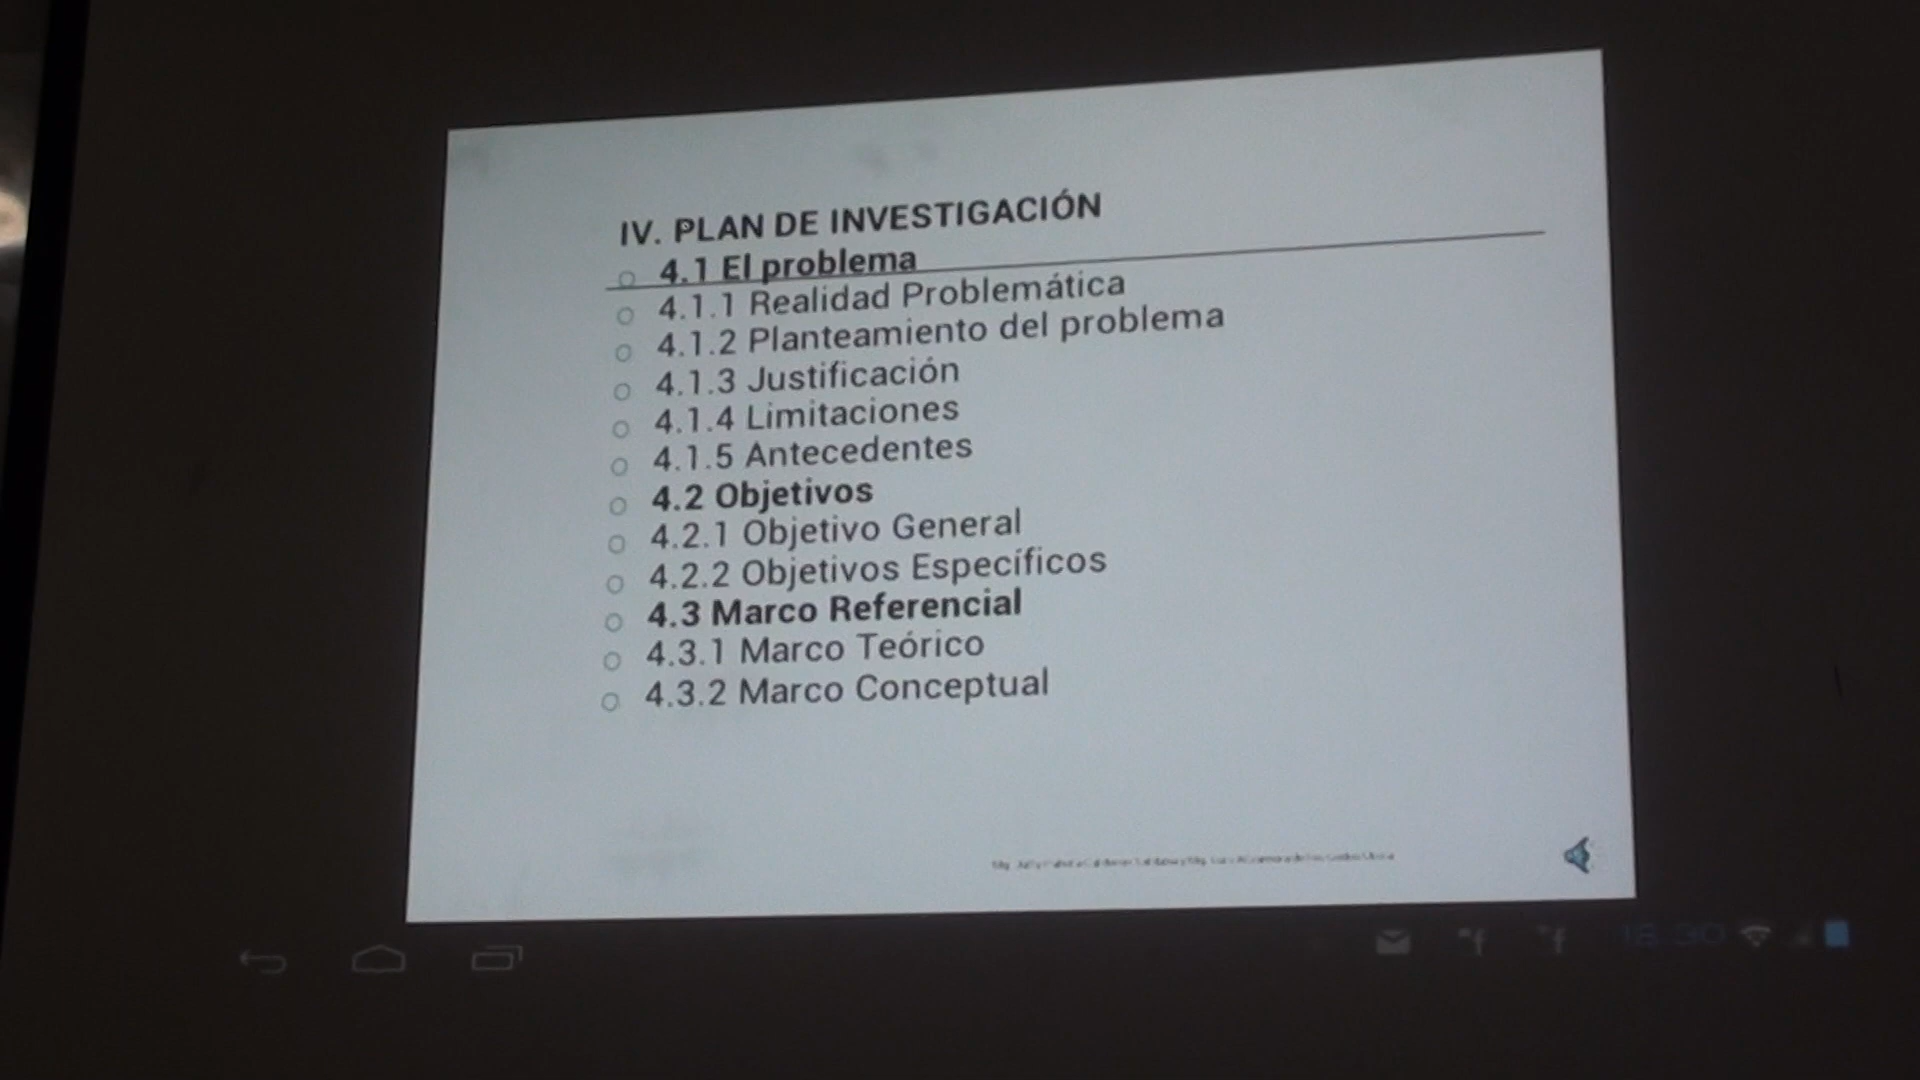 IV. PLAN DE INVESTIGACIÓN
4.1 El problema
4.1.1 Realidad Problemática
4.1.2 Planteamiento del problema
4.1.3 Justificación
4.1.4 Limitaciones
4.1.5 Antecedentes
4.2 Objetivos
4.2.1 Objetivo General
4.2.2 Objetivos Específicos
4.3 Marco Referencial
4.3.1 Marco Teórico
4.3.2 Marco Conceptual